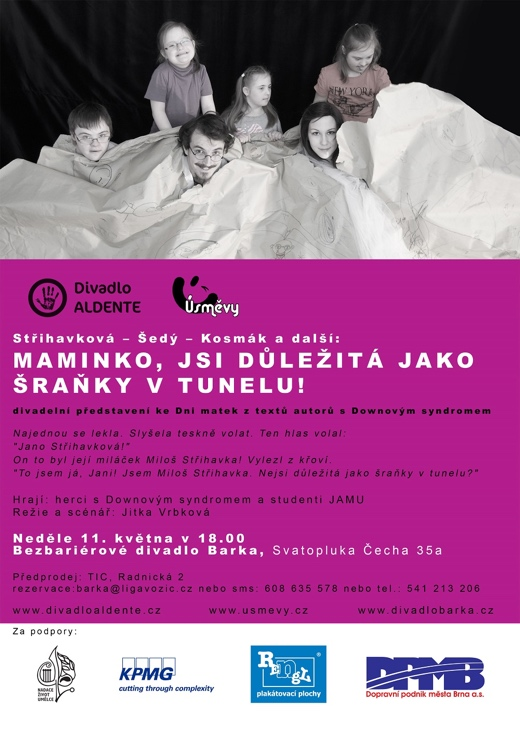 NEW YORK
Divadlo
ALDENTE
Úsměvy
Střihavková – Šedý – Kosmák a další:
MAMINKO, JSI DŮLEŽITÁ JAKO
ŠRAŇKY V TUNELU!
divadelní představení ke Dni matek z textů autorů s Downovým syndromem
Najednou se lekla. Slyšela teskně volat. Ten hlas volal:
"Jano Střihavková!"
On to byl její miláček Miloš Střihavka! Vylezl z křoví.
"To jsem já, Jani! Jsem Miloš Střihavka. Nejsi důležitá jako šraňky v tunelu?"
Hrají: herci s Downovým syndromem a studenti JAMU
Režie a scénář: Jitka Vrbková
Neděle 11. května v 18.00
Bezbariérové divadlo Barka, Svatopluka Čecha 35a
Předprodej: TIC, Radnická 2
rezervace:barka@ligavozic.cz nebo sms: 608 635 578 nebo tel.: 541 213 206
www.divadloaldente.cz www.usmevy.cz www.divadlobarka.cz
Za podpory:
NADACE
ŽIVOT
UMĚLCE
KPMG
cutting through complexity
RENGL
plakátovací plochy
DPMB
Dopravní podnik města Brna a.s.